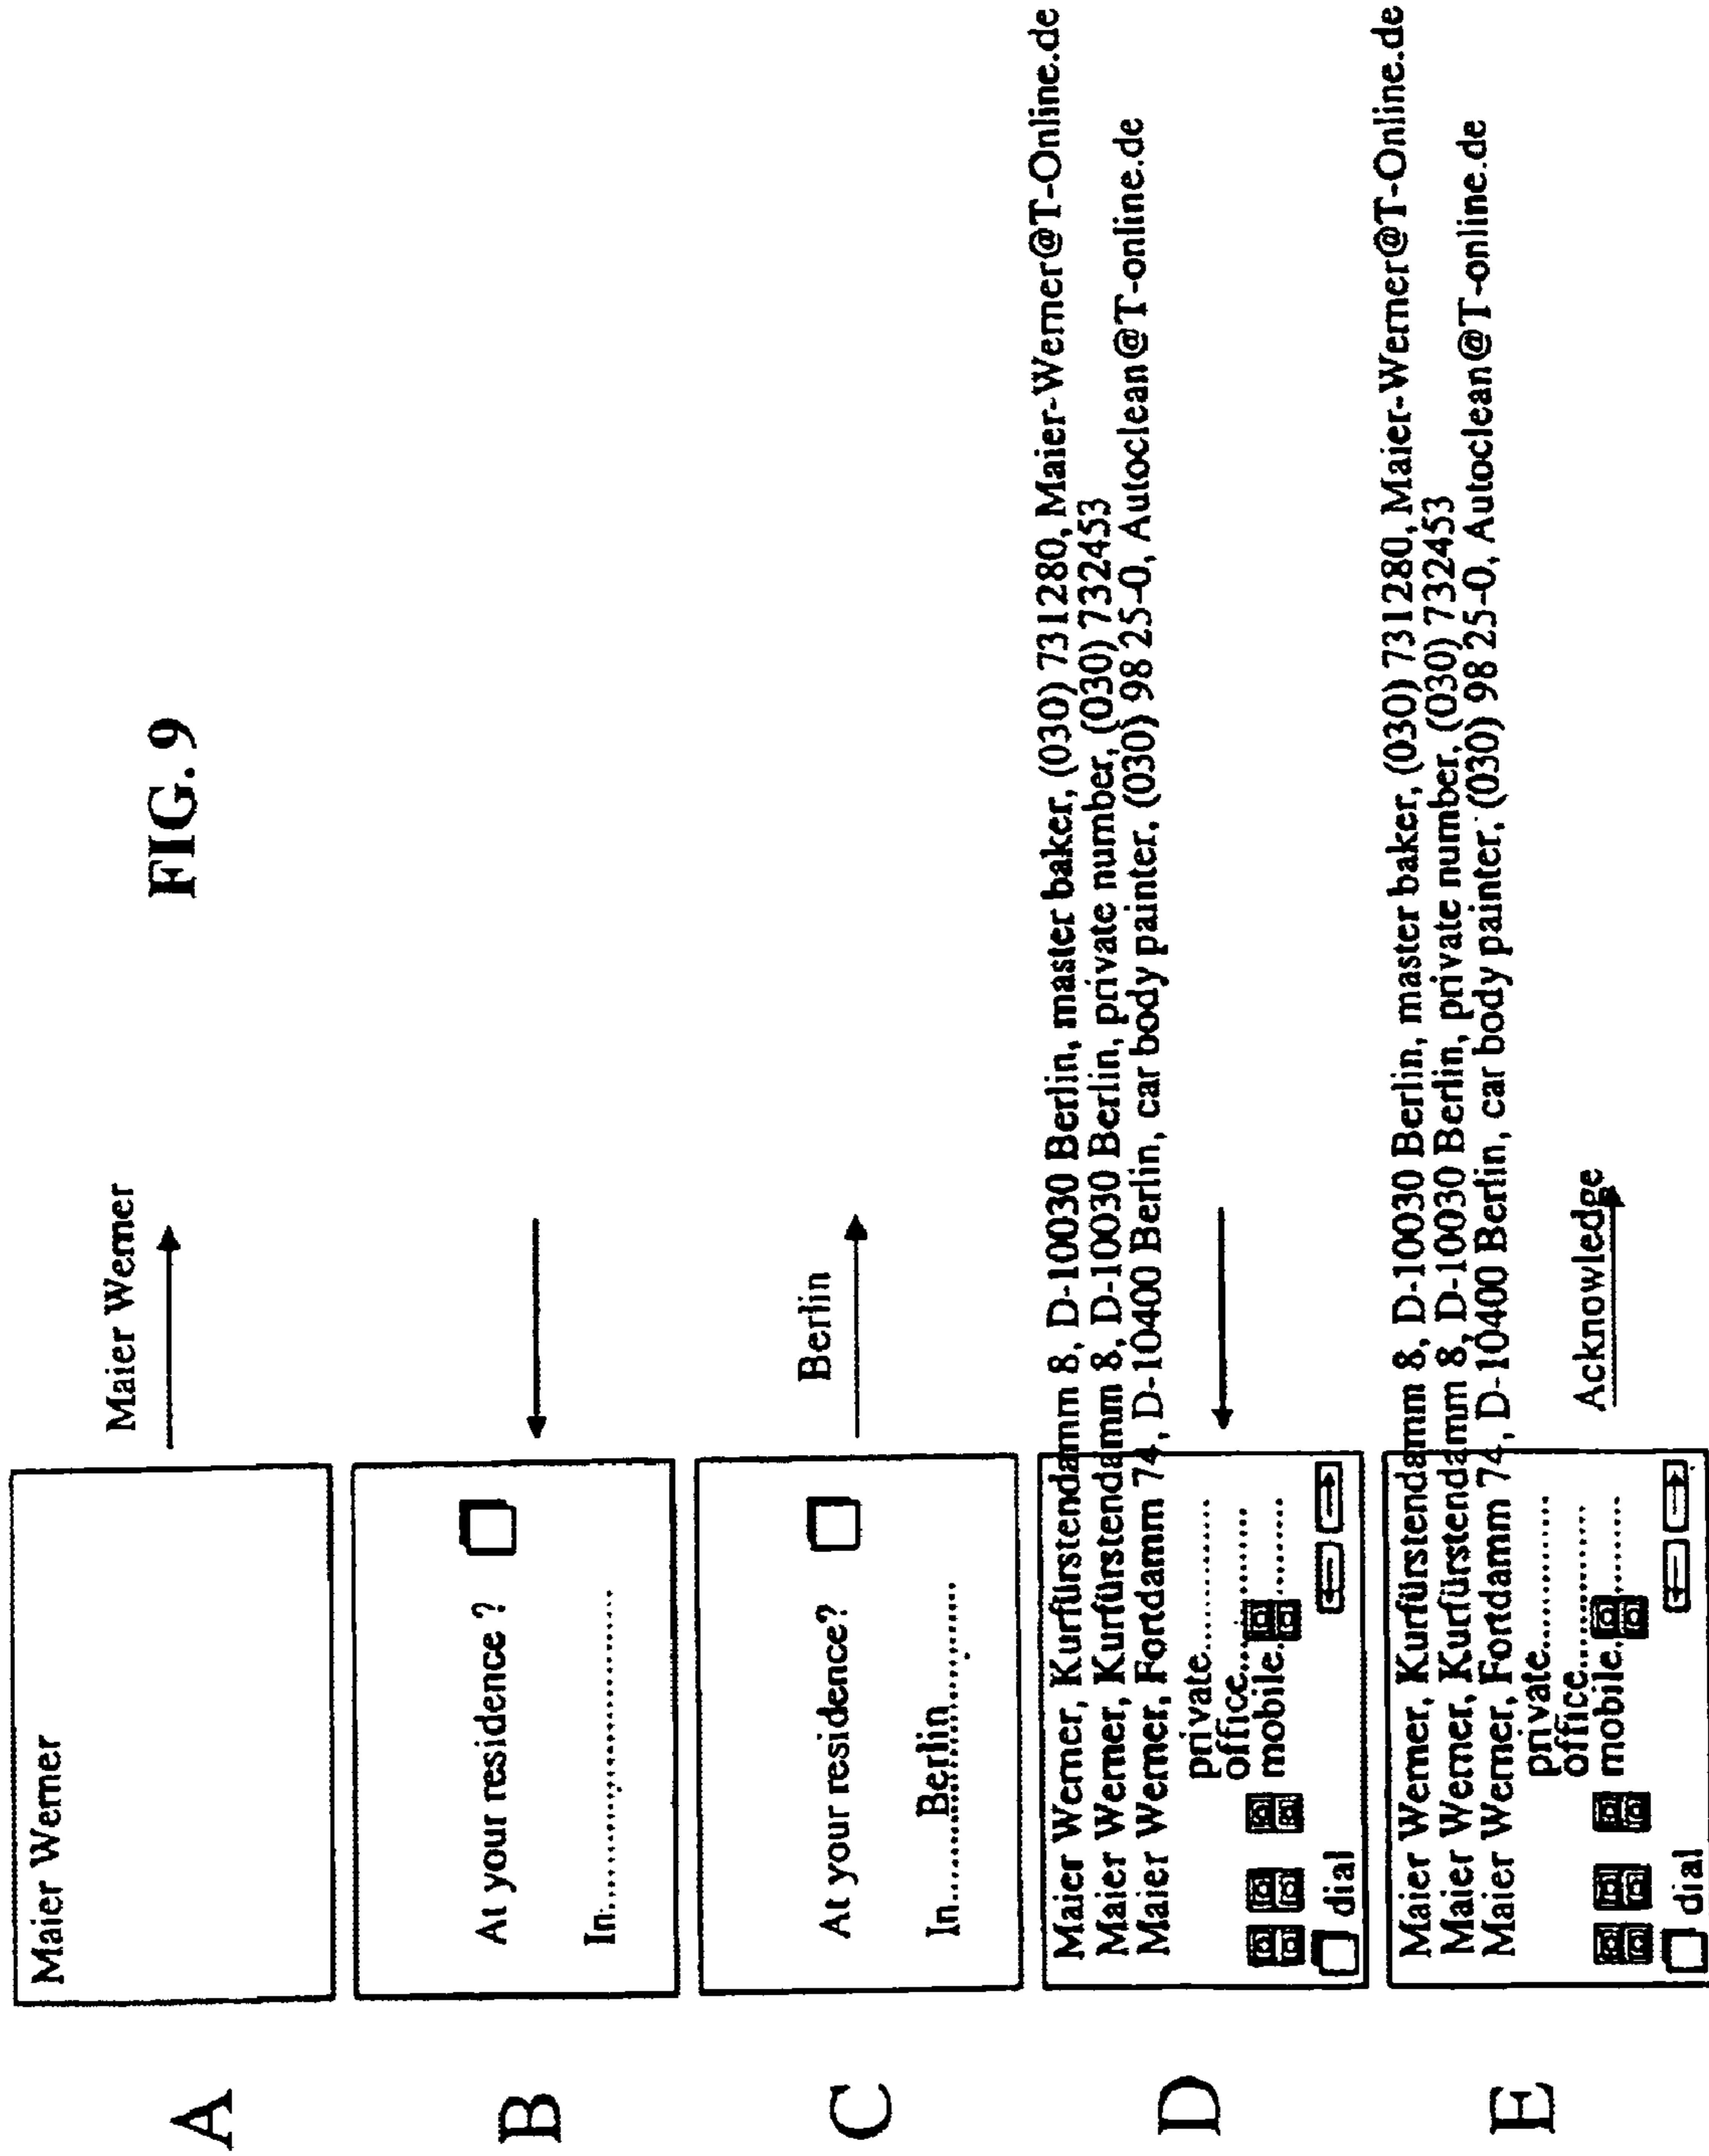 FIG. 9
A
Maier Werner
Maier Werner
B
At your residence ?
In:
C
At your residence?
In......Berlin......
Berlin
D
Maier Werner, Kurfürstendamm 8, D-10030 Berlin, master baker, (030) 731280, Maier-Werner@T-Online.de
Maier Werner, Kurfürstendamm 8, D-10030 Berlin, private number, (030) 732453
Maier Werner, Fortdamm 74, D-10400 Berlin, car body painter, (030) 98 25-0, Autoclean@T-online.de
private
office
mobile
dial
E
Maier Werner, Kurfürstendamm 8, D-10030 Berlin, master baker, (030) 731280, Maier-Werner@T-Online.de
Maier Werner, Kurfürstendamm 8, D-10030 Berlin, private number, (030) 732453
Maier Werner, Fortdamm 74, D-10400 Berlin, car body painter, (030) 98 25-0, Autoclean@T-online.de
private
office
mobile
dial
Acknowledge